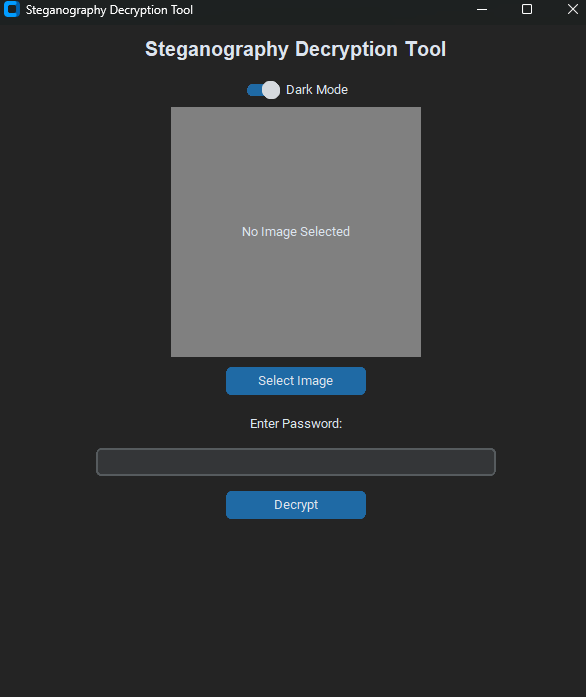 Steganography Decryption Tool
Steganography Decryption Tool
Dark Mode
No Image Selected
Select Image
Enter Password:
Decrypt